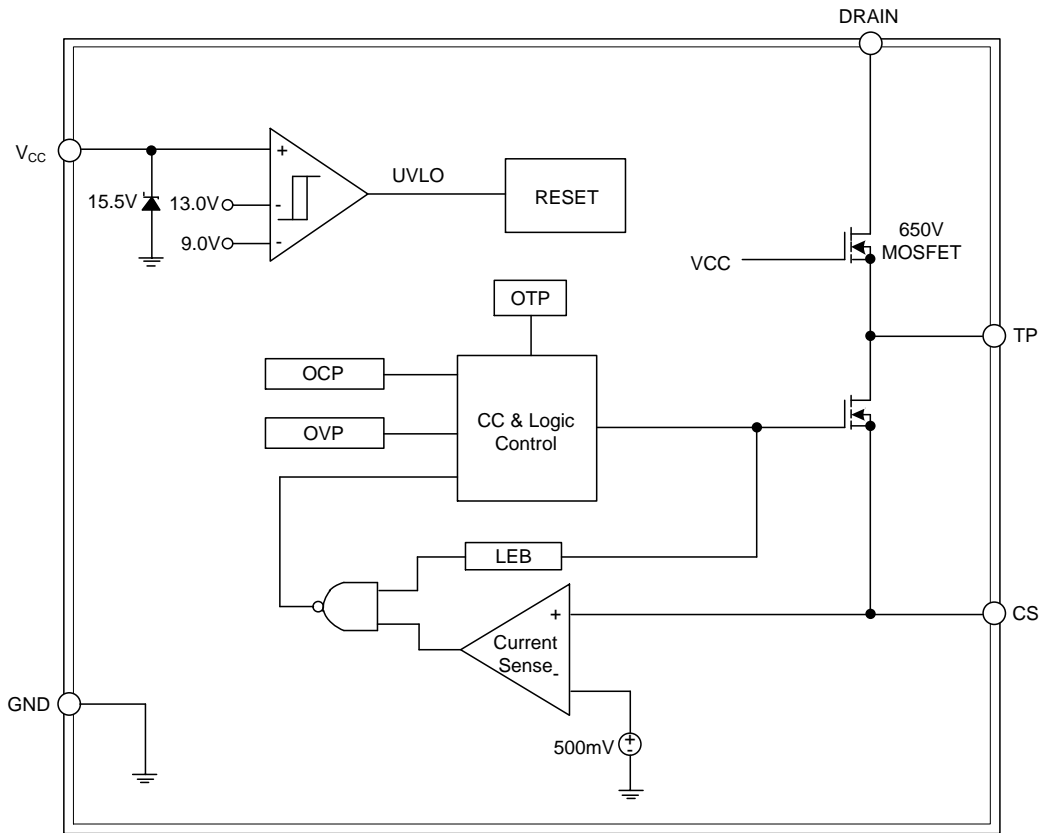 DRAIN
V_CC
+
UVLO
RESET
15.5V
13.0V
-
9.0V
-
650V
MOSFET
VCC
OTP
TP
OCP
CC & Logic
Control
OVP
LEB
+
CS
Current
Sense
-
GND
500mV
+
-